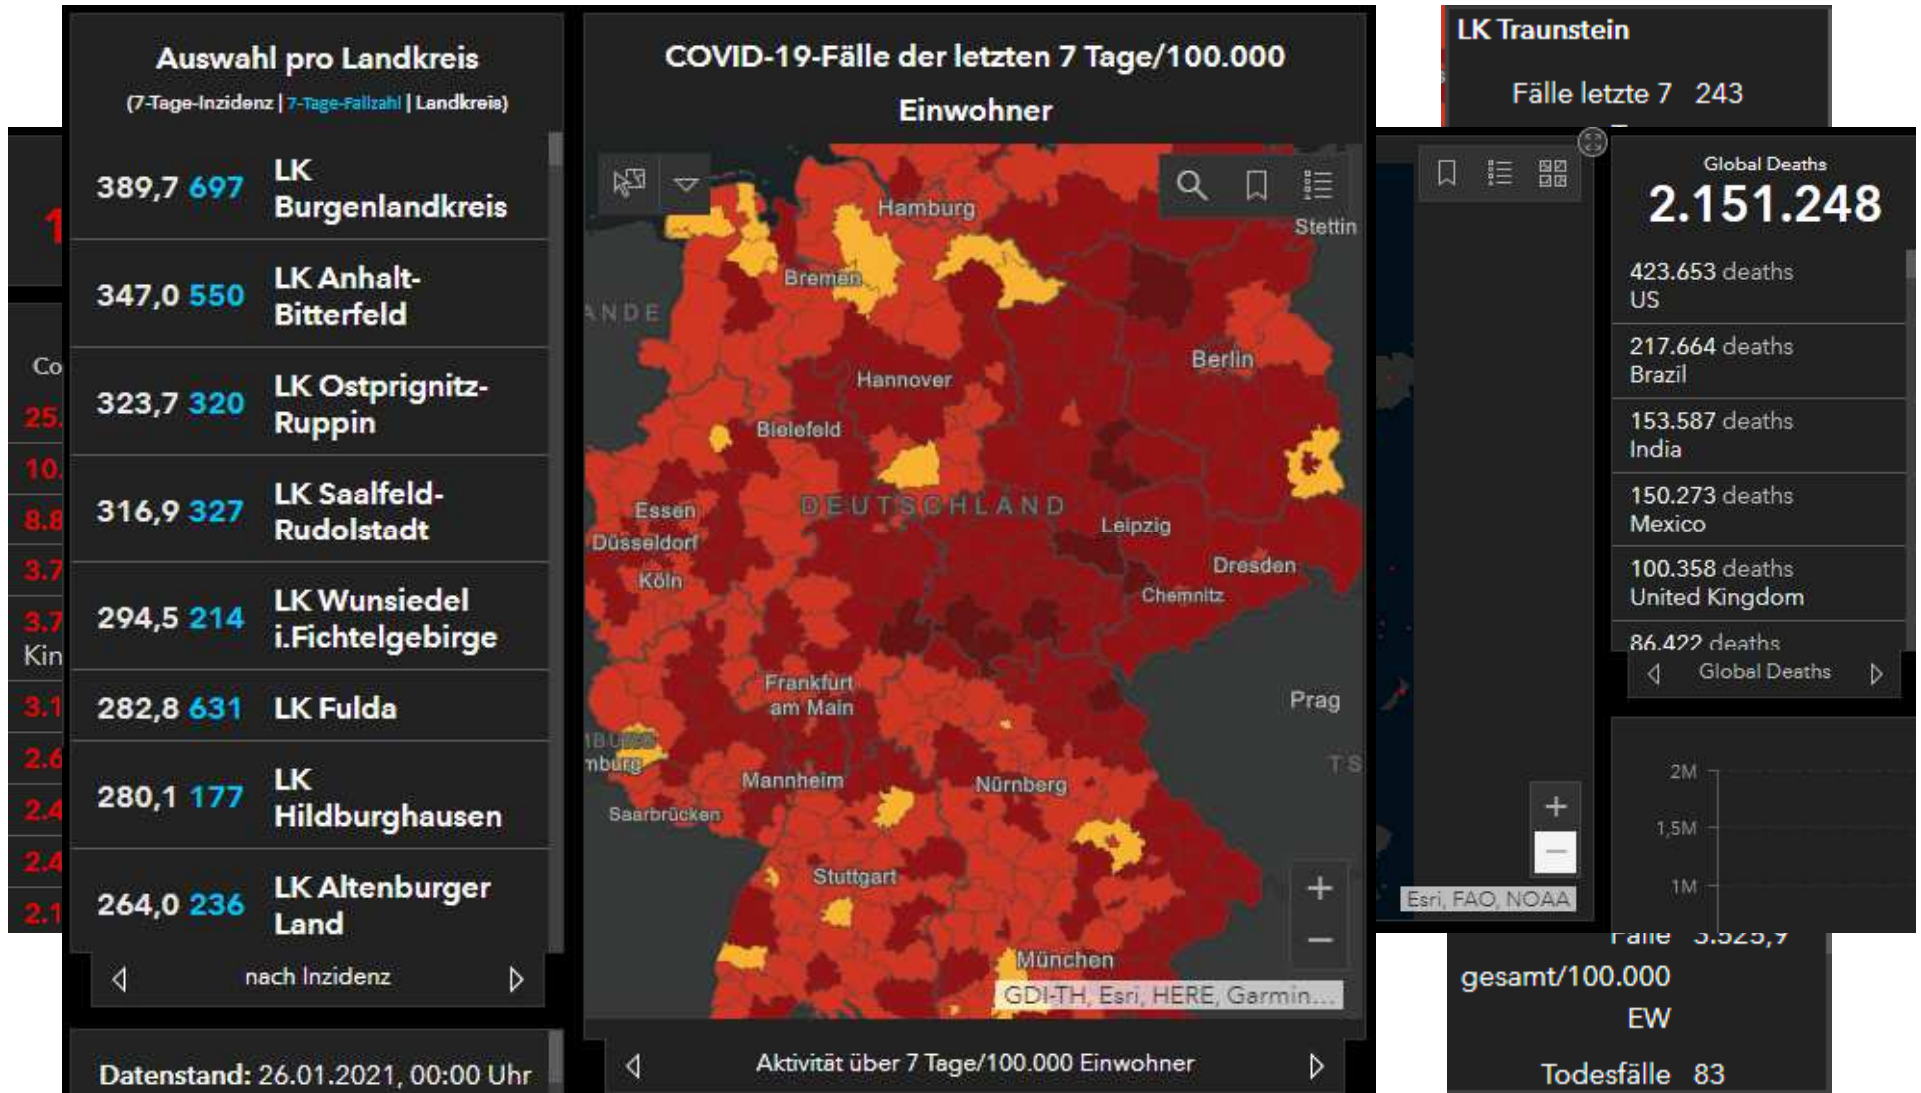 Auswahl pro Landkreis
(7-Tage-Inzidenz | 7-Tage-Fallzahl | Landkreis)
389,7 697 LK
Burgenlandkreis
347,0 550 LK Anhalt-
Bitterfeld
323,7 320 LK Ostprignitz-
Ruppin
316,9 327 LK Saalfeld-
Rudolstadt
294,5 214 LK Wunsiedel
i.Fichtelgebirge
282,8 631 LK Fulda
280,1 177 LK
Hildburghausen
264,0 236 LK Altenburger
Land
nach Inzidenz
Datenstand: 26.01.2021, 00:00 Uhr
COVID-19-Fälle der letzten 7 Tage/100.000
Einwohner
Hamburg
Stettin
Bremen
Berlin
Hannover
Bielefeld
DEUTSCHLAND
Essen
Leipzig
Düsseldorf
Dresden
Köln
Chemnitz
Frankfurt
am Main
Prag
Mannheim
Nürnberg
Saarbrücken
Stuttgart
München
GDI-TH, Esri, HERE, Garmin...
Aktivität über 7 Tage/100.000 Einwohner
LK Traunstein
Fälle letzte 7 243
Global Deaths
2.151.248
423.653 deaths
US
217.664 deaths
Brazil
153.587 deaths
India
150.273 deaths
Mexico
100.358 deaths
United Kingdom
86.422 deaths
Global Deaths
2M
1,5M
1M
Esri, FAO, NOAA
Fälle 3.525,9
gesamt/100.000
EW
Todesfälle 83